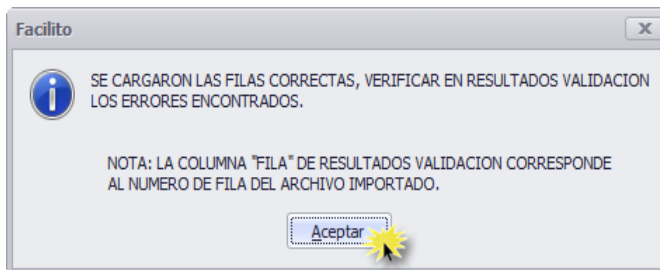 Facilito
SE CARGARON LAS FILAS CORRECTAS, VERIFICAR EN RESULTADOS VALIDACION
LOS ERRORES ENCONTRADOS.
NOTA: LA COLUMNA "FILA" DE RESULTADOS VALIDACION CORRESPONDE
AL NUMERO DE FILA DEL ARCHIVO IMPORTADO.
Aceptar